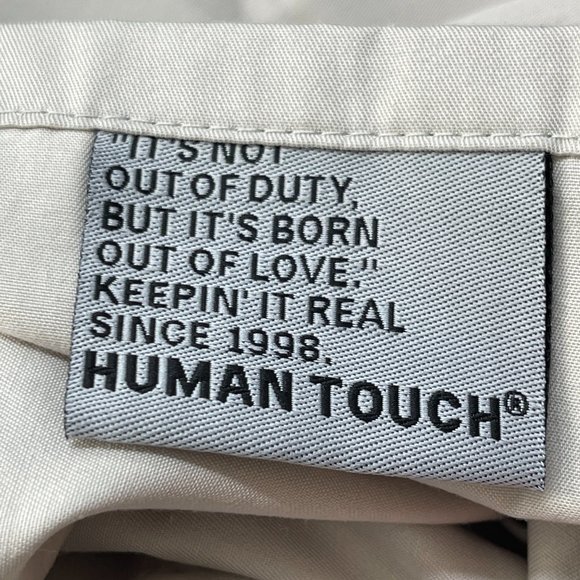 "IT'S NOT
OUT OF DUTY,
BUT IT'S BORN
OUT OF LOVE."
KEEPIN' IT REAL
SINCE 1998.
HUMAN TOUCH®